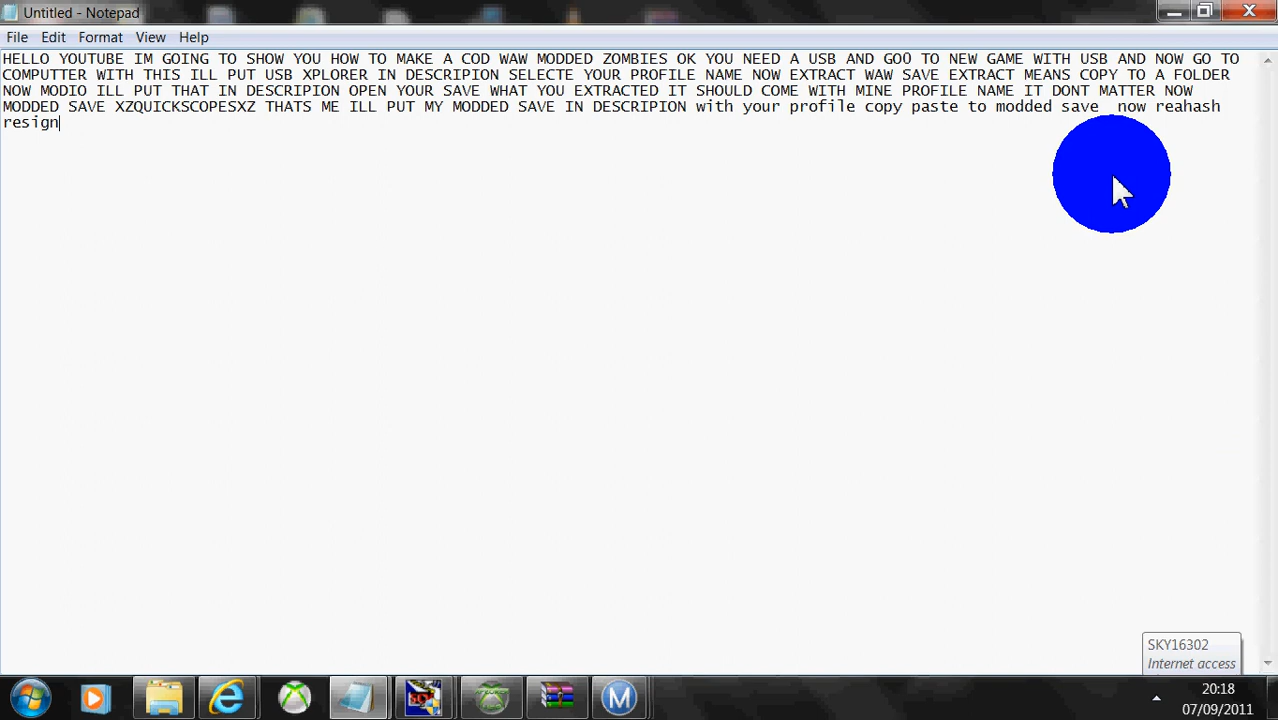 Untitled - Notepad
File Edit Format View Help
HELLO YOUTUBE IM GOING TO SHOW YOU HOW TO MAKE A COD WAW MODDED ZOMBIES OK YOU NEED A USB AND GOO TO NEW GAME WITH USB AND NOW GO TO
COMPUTTER WITH THIS ILL PUT USB XPLORER IN DESCRIPION SELECTE YOUR PROFILE NAME NOW EXTRACT WAW SAVE EXTRACT MEANS COPY TO A FOLDER
NOW MODIO ILL PUT THAT IN DESCRIPION OPEN YOUR SAVE WHAT YOU EXTRACTED IT SHOULD COME WITH MINE PROFILE NAME IT DONT MATTER NOW
MODDED SAVE XZQUICKSCOPESXZ THATS ME ILL PUT MY MODDED SAVE IN DESCRIPION with your profile copy paste to modded save  now reahash
resign
SKY16302
Internet access
M
20:18
07/09/2011